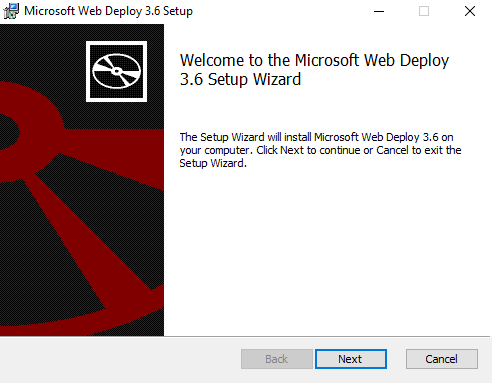 Microsoft Web Deploy 3.6 Setup
Welcome to the Microsoft Web Deploy
3.6 Setup Wizard
The Setup Wizard will install Microsoft Web Deploy 3.6 on
your computer. Click Next to continue or Cancel to exit the
Setup Wizard.
Back
Next
Cancel